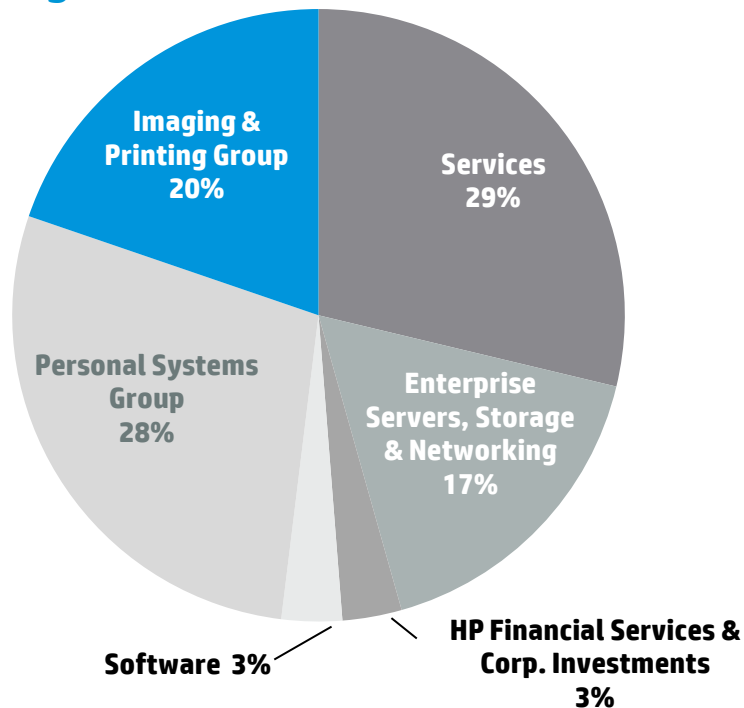 Imaging &
Printing Group
20%
Services
29%
Personal Systems
Group
28%
Enterprise
Servers, Storage
& Networking
17%
Software 3%
HP Financial Services &
Corp. Investments
3%